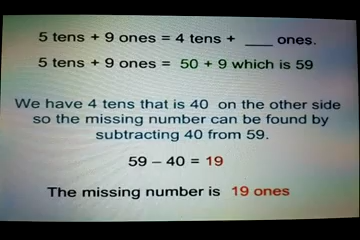 5 tens + 9 ones = 4 tens + ___ ones.
5 tens + 9 ones = 50 + 9 which is 59
We have 4 tens that is 40 on the other side
so the missing number can be found by
subtracting 40 from 59.
59 – 40 = 19
The missing number is 19 ones